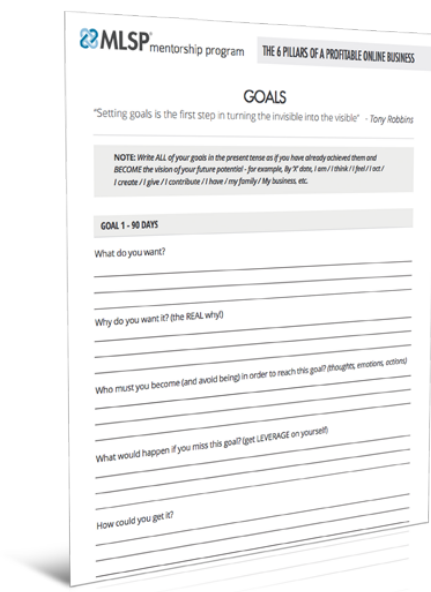 MLSP® mentorship program
THE 6 PILLARS OF A PROFITABLE ONLINE BUSINESS
GOALS
"Setting goals is the first step in turning the invisible into the visible" - Tony Robbins
NOTE: Write ALL of your goals in the present tense as if you have already achieved them and
BECOME the vision of your future potential - for example, By 'X' date, I am / I think / I feel / I act /
I create / I give / I contribute / I have / my family / My business, etc.
GOAL 1 - 90 DAYS
What do you want?
Why do you want it? (the REAL why!)
Who must you become (and avoid being) in order to reach this goal? (thoughts, emotions, actions)
What would happen if you miss this goal? (get LEVERAGE on yourself)
How could you get it?